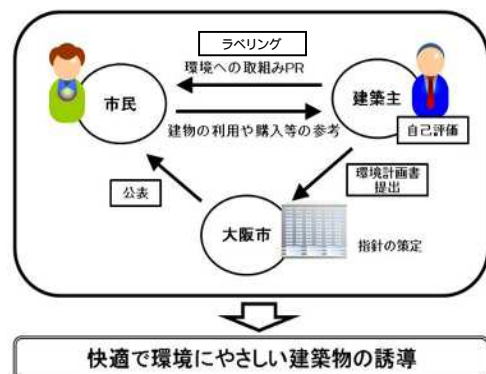 ラベリング
環境への取組みPR
市民
建築主
建物の利用や購入等の参考
自己評価
環境計画書
提出
公表
大阪市
指針の策定
快適で環境にやさしい建築物の誘導